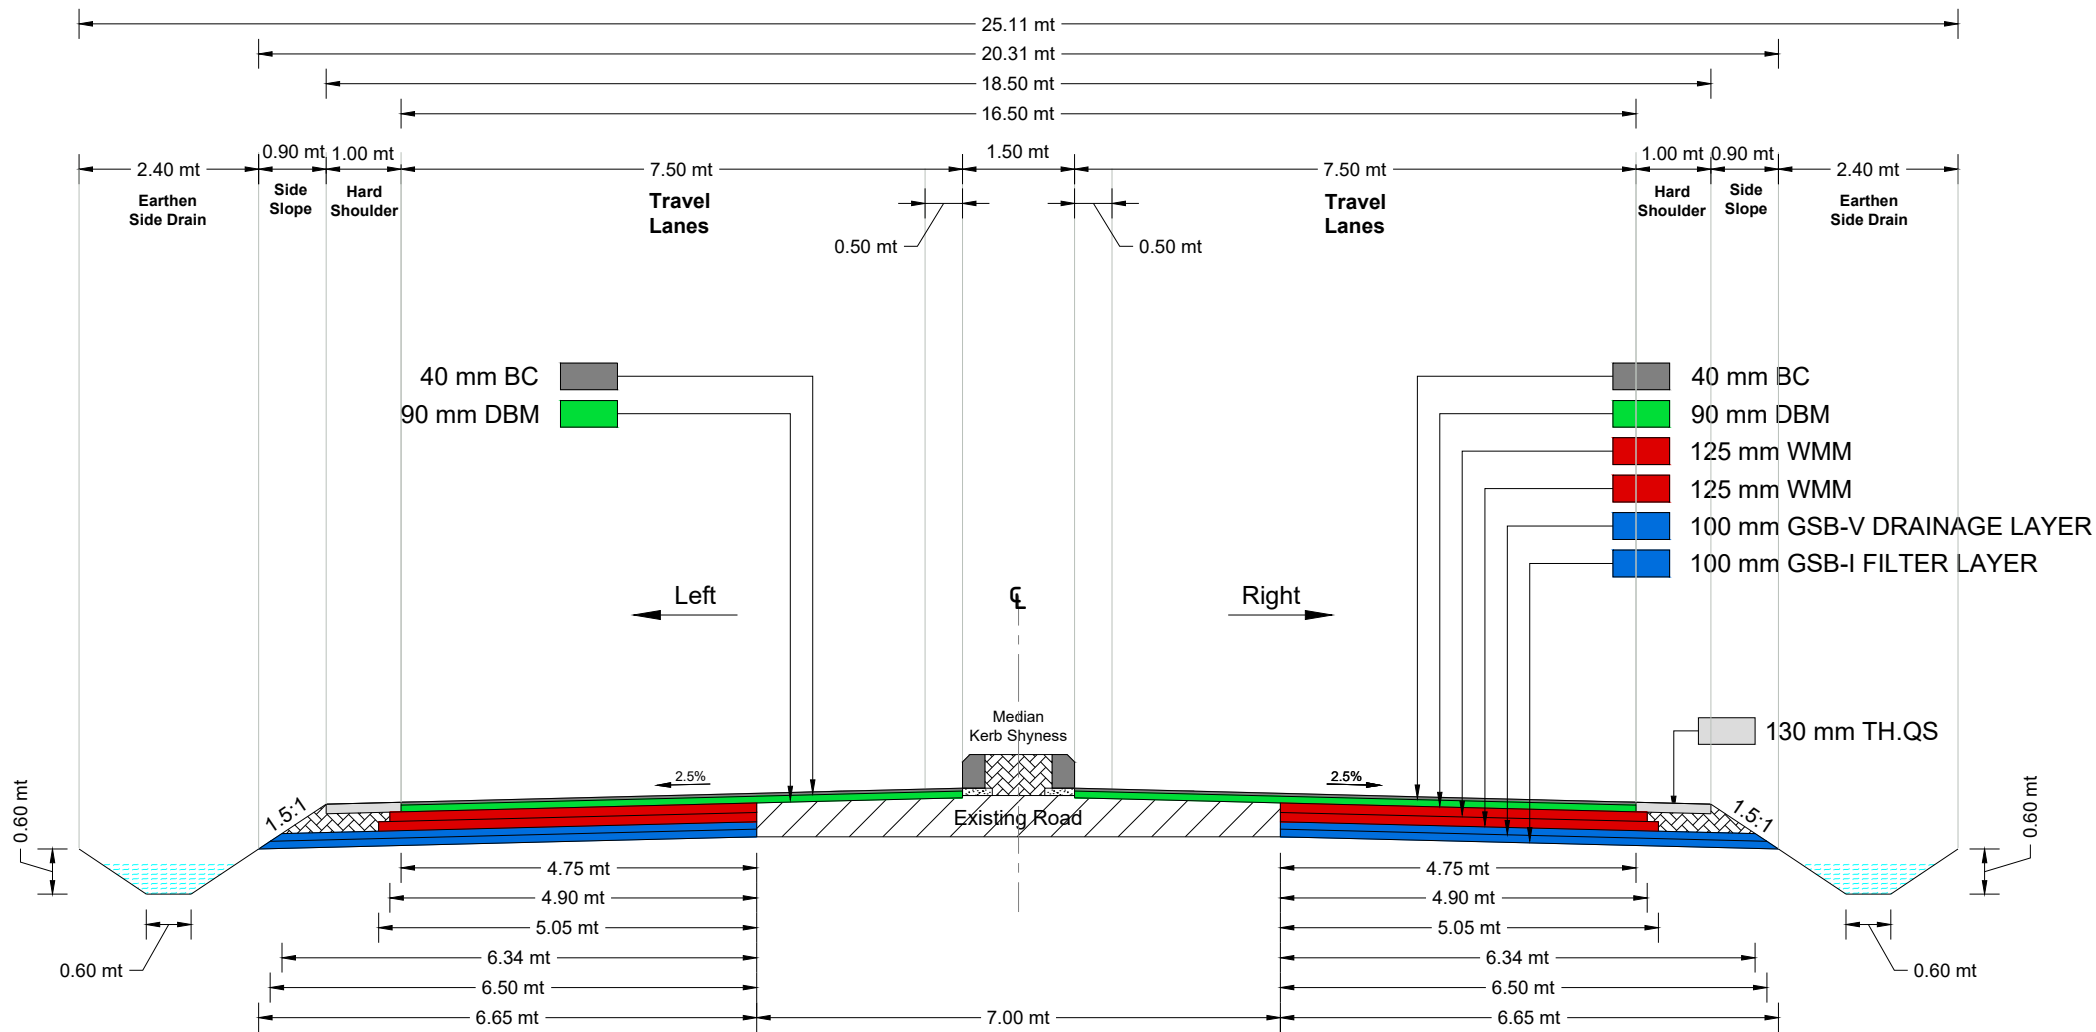 25.11 mt
20.31 mt
18.50 mt
16.50 mt
0.90 mt 1.00 mt 1.50 mt 1.00 mt 0.90 mt
2.40 mt 7.50 mt 7.50 mt 2.40 mt
Earthen
Side Drain
Side
Slope
Hard
Shoulder
Travel
Lanes
Travel
Lanes
Hard
Shoulder
Side
Slope
Earthen
Side Drain
0.50 mt 0.50 mt
40 mm BC
90 mm DBM
40 mm BC
90 mm DBM
125 mm WMM
125 mm WMM
100 mm GSB-V DRAINAGE LAYER
100 mm GSB-I FILTER LAYER
Left ℄ Right
Median
Kerb Shyness
130 mm TH.QS
2.5% 2.5%
0.60 mt 1.5:1 Existing Road 1.5:1 0.60 mt
4.75 mt 4.75 mt
4.90 mt 4.90 mt
5.05 mt 5.05 mt
6.34 mt 6.34 mt
0.60 mt 0.60 mt
6.50 mt 6.50 mt
6.65 mt 7.00 mt 6.65 mt